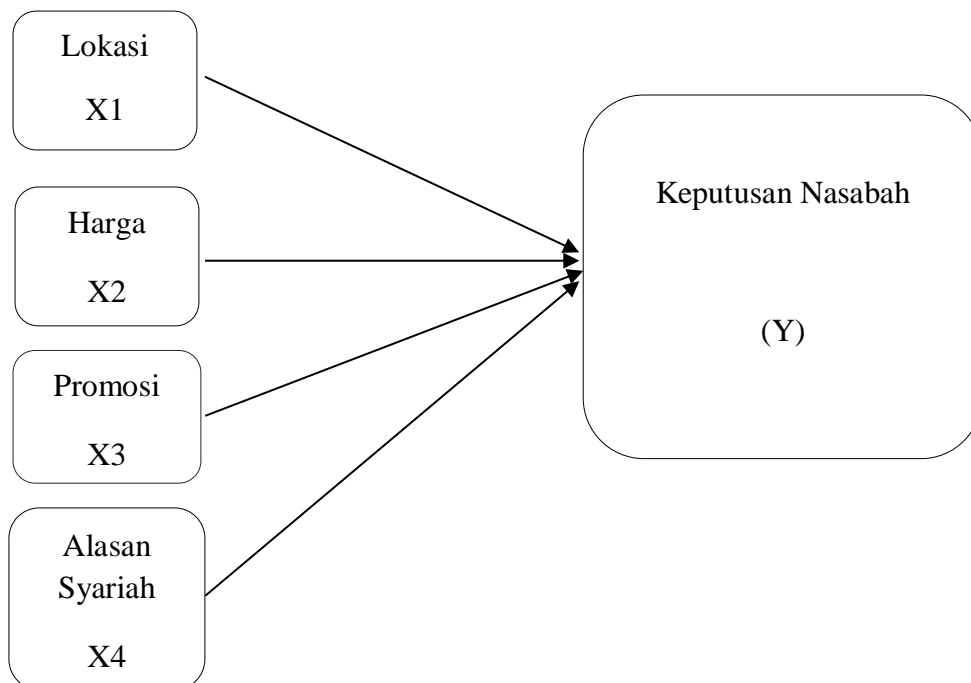 Lokasi
X1
Harga
X2
Promosi
X3
Alasan
Syariah
X4
Keputusan Nasabah
(Y)